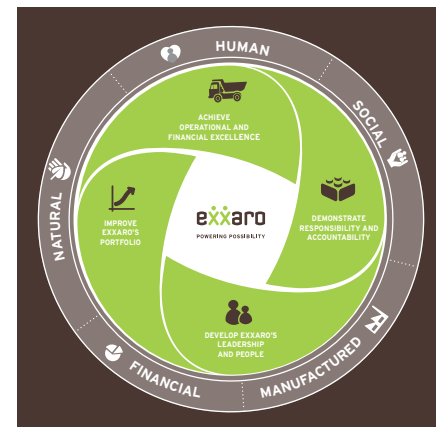 HUMAN
SOCIAL
MANUFACTURED
FINANCIAL
NATURAL
ACHIEVE
OPERATIONAL AND
FINANCIAL EXCELLENCE
DEMONSTRATE
RESPONSIBILITY AND
ACCOUNTABILITY
DEVELOP EXXARO'S
LEADERSHIP
AND PEOPLE
IMPROVE
EXXARO'S
PORTFOLIO
exxaro
POWERING POSSIBILITY